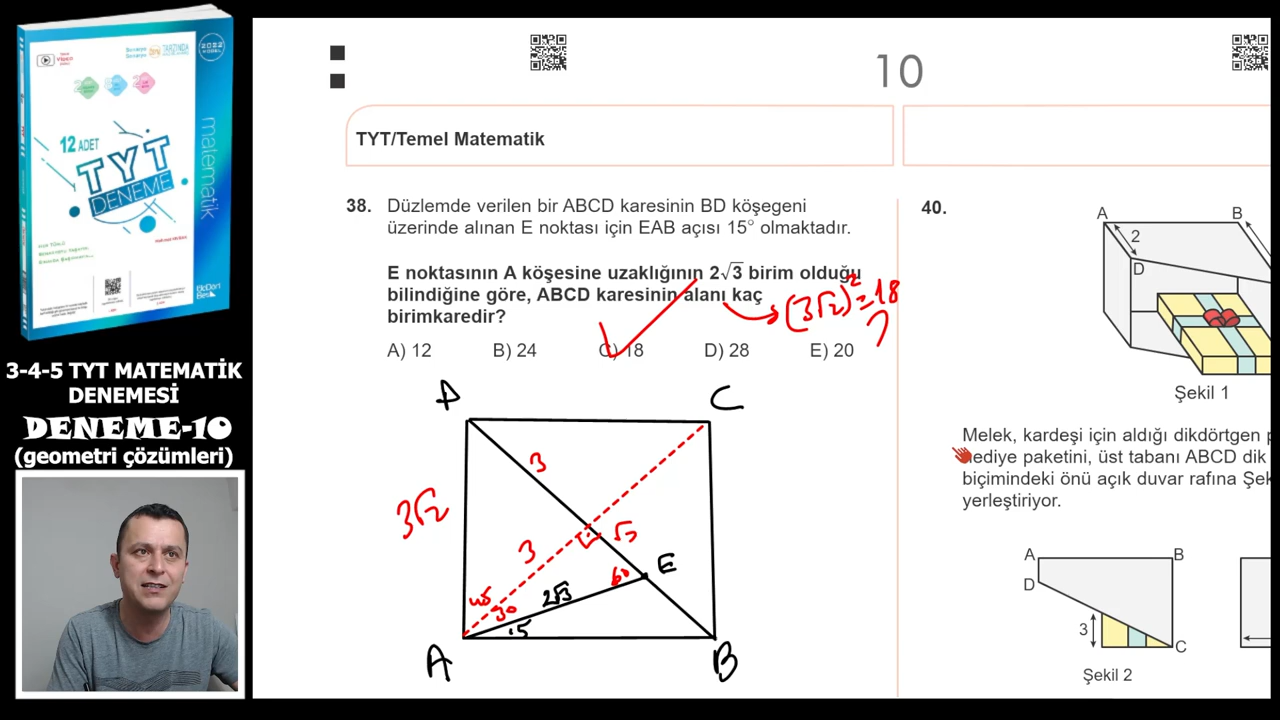 2022
12 ADET
TYT
DENEME
matematik
3-4-5 TYT MATEMATİK
DENEMESİ
DENEME-10
(geometri çözümleri)
10
TYT/Temel Matematik
38. Düzlemde verilen bir ABCD karesinin BD köşegeni
üzerinde alınan E noktası için EAB açısı 15° olmaktadır.
E noktasının A köşesine uzaklığının 2√3 birim olduğu
bilindiğine göre, ABCD karesinin alanı kaç
birimkaredir?
(3√2)²=18
A) 12 B) 24 C) 18 D) 28 E) 20
C
3
3√2
3
√3
E
60
45
30
2√3
15
A
B
40.
A
B
2
D
Şekil 1
Melek, kardeşi için aldığı dikdörtgen
hediye paketini, üst tabanı ABCD dik
biçimindeki önü açık duvar rafına Şek
yerleştiriyor.
A
B
D
3
C
Şekil 2